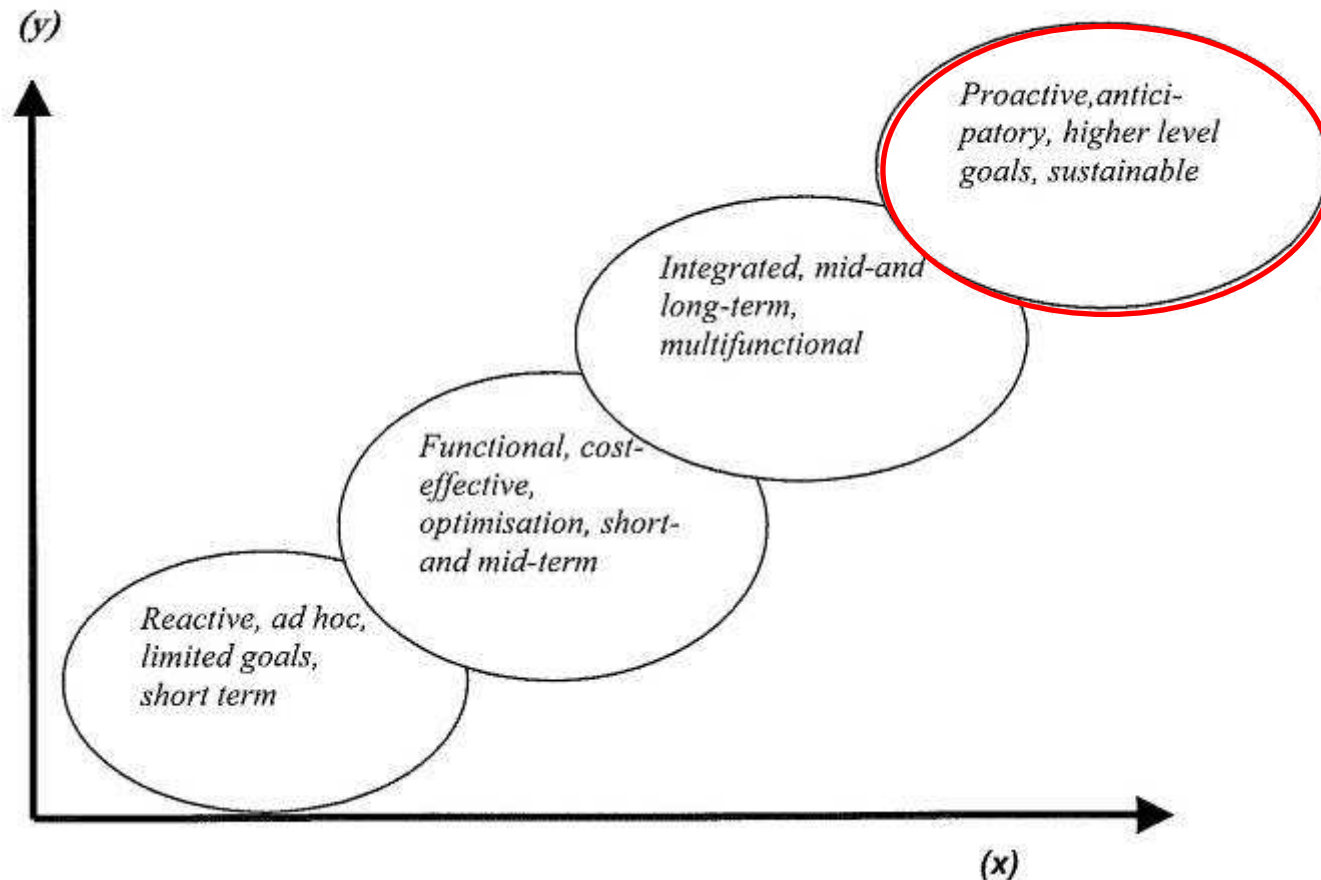 (y)
Proactive,antici-
patory, higher level
goals, sustainable
Integrated, mid-and
long-term,
multifunctional
Functional, cost-
effective,
optimisation, short-
and mid-term
Reactive, ad hoc,
limited goals,
short term
(x)